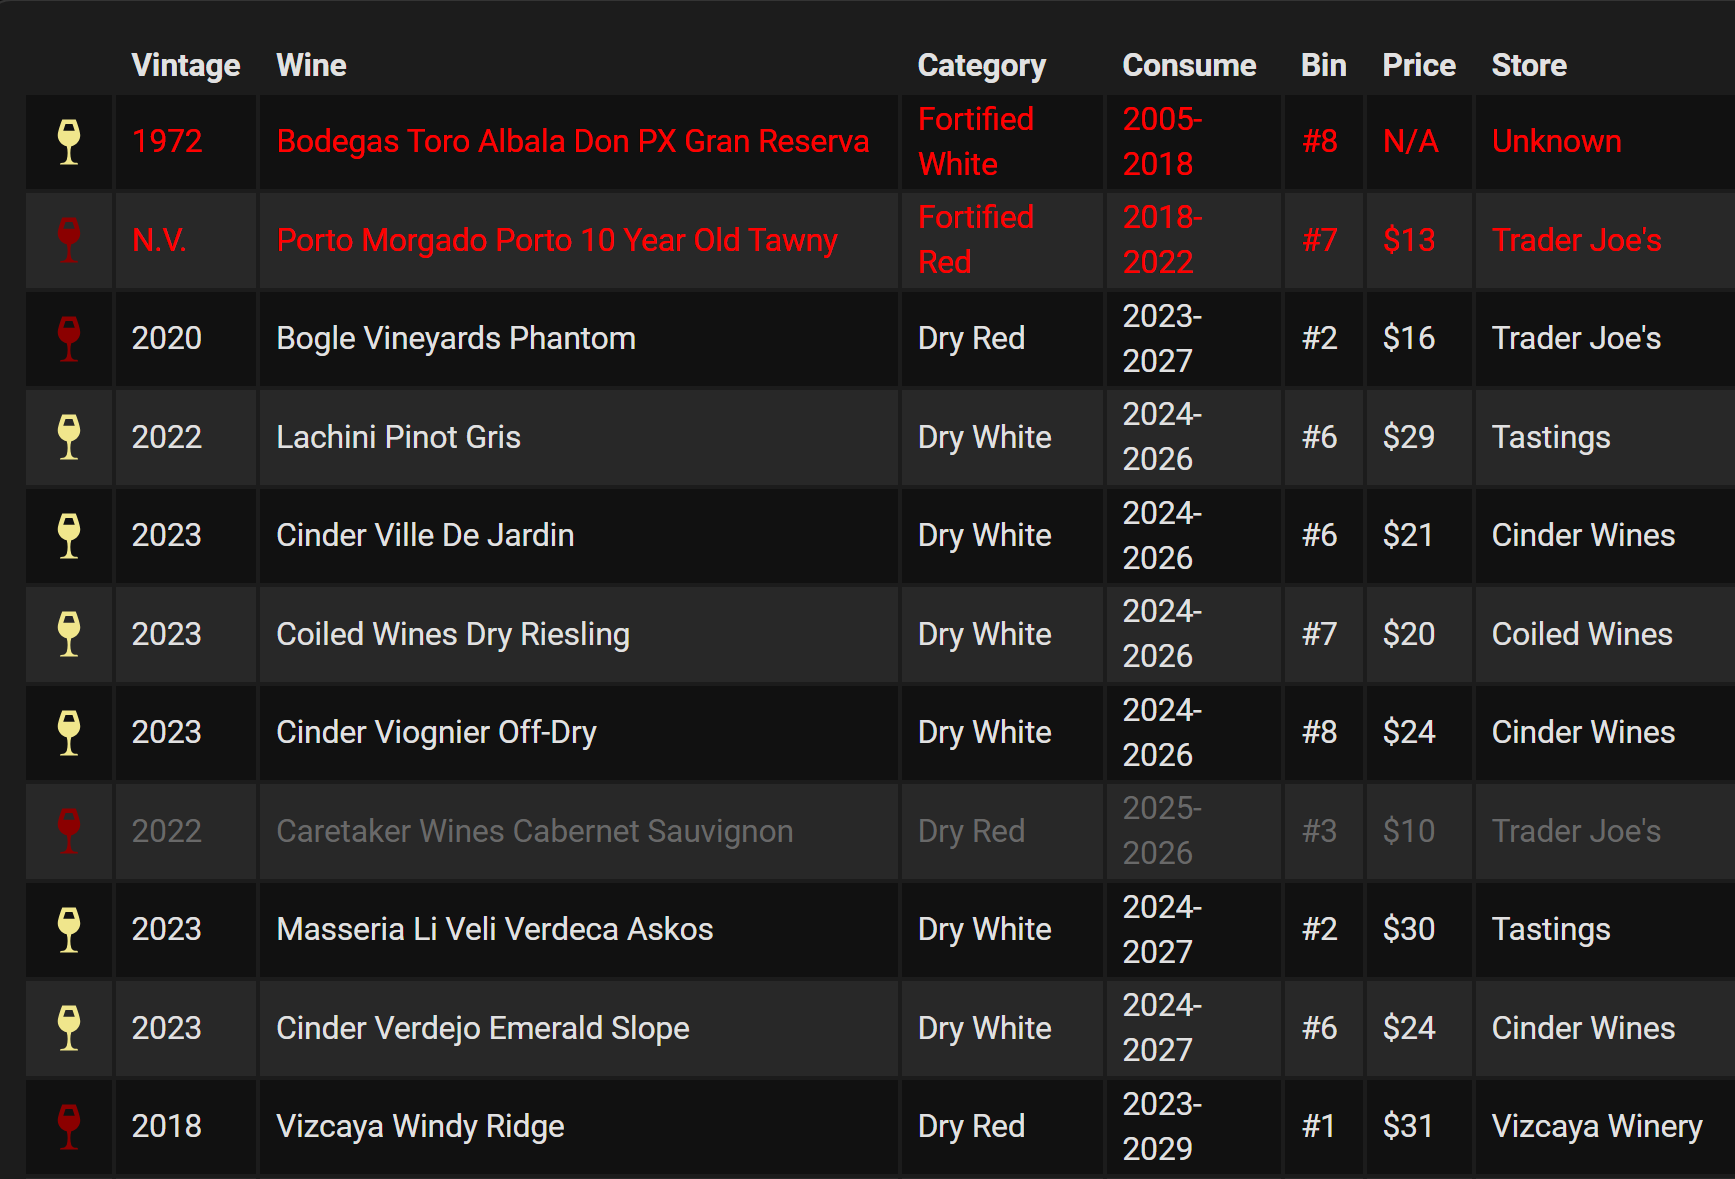 Vintage Wine Category Consume Bin Price Store
1972 Bodegas Toro Albala Don PX Gran Reserva Fortified White 2005-2018 #8 N/A Unknown
N.V. Porto Morgado Porto 10 Year Old Tawny Fortified Red 2018-2022 #7 $13 Trader Joe's
2020 Bogle Vineyards Phantom Dry Red 2023-2027 #2 $16 Trader Joe's
2022 Lachini Pinot Gris Dry White 2024-2026 #6 $29 Tastings
2023 Cinder Ville De Jardin Dry White 2024-2026 #6 $21 Cinder Wines
2023 Coiled Wines Dry Riesling Dry White 2024-2026 #7 $20 Coiled Wines
2023 Cinder Viognier Off-Dry Dry White 2024-2026 #8 $24 Cinder Wines
2022 Caretaker Wines Cabernet Sauvignon Dry Red 2025-2026 #3 $10 Trader Joe's
2023 Masseria Li Veli Verdeca Askos Dry White 2024-2027 #2 $30 Tastings
2023 Cinder Verdejo Emerald Slope Dry White 2024-2027 #6 $24 Cinder Wines
2018 Vizcaya Windy Ridge Dry Red 2023-2029 #1 $31 Vizcaya Winery